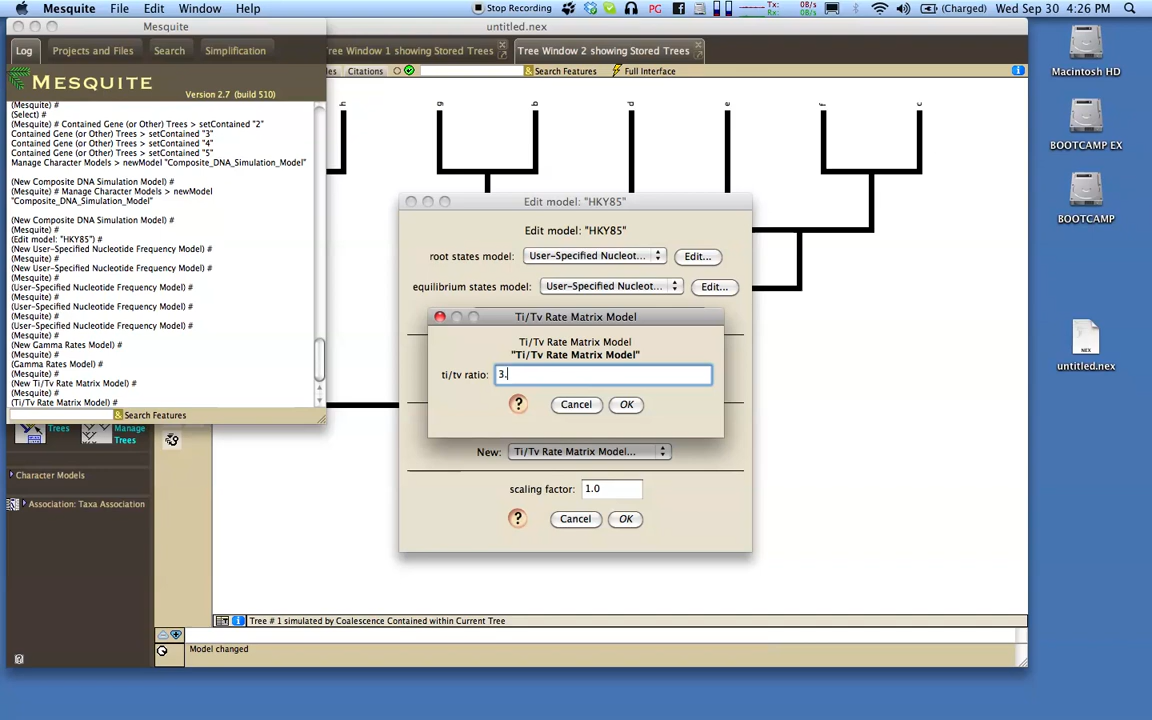 Mesquite File Edit Window Help
Stop Recording PG Tx: Rx: 0B/s 0B/s (Charged) Wed Sep 30 4:26 PM
Mesquite
untitled.nex
Log Projects and Files Search Simplification
Tree Window 1 showing Stored Trees Tree Window 2 showing Stored Trees
Citations Search Features Full Interface
MESQUITE
Version 2.7 (build 510)
(Mesquite) #
(Select) #
(Mesquite) # Contained Gene (or Other) Trees > setContained "2"
Contained Gene (or Other) Trees > setContained "3"
Contained Gene (or Other) Trees > setContained "4"
Contained Gene (or Other) Trees > setContained "5"
Manage Character Models > newModel "Composite_DNA_Simulation_Model"
(New Composite DNA Simulation Model) #
(Mesquite) # Manage Character Models > newModel
"Composite_DNA_Simulation_Model"
(New Composite DNA Simulation Model) #
(Mesquite) #
(Edit model: "HKY85") #
(New User-Specified Nucleotide Frequency Model) #
(Mesquite) #
(New User-Specified Nucleotide Frequency Model) #
(Mesquite) #
(User-Specified Nucleotide Frequency Model) #
(Mesquite) #
(User-Specified Nucleotide Frequency Model) #
(Mesquite) #
(User-Specified Nucleotide Frequency Model) #
(Mesquite) #
(New Gamma Rates Model) #
(Mesquite) #
(Gamma Rates Model) #
(Mesquite) #
(New Ti/Tv Rate Matrix Model) #
(Mesquite) #
(Ti/Tv Rate Matrix Model) #
Search Features
Trees
Manage
Trees
Character Models
Association: Taxa Association
h g b d e f c
Edit model: "HKY85"
Edit model: "HKY85"
root states model: User-Specified Nucleot... Edit...
equilibrium states model: User-Specified Nucleot... Edit...
Ti/Tv Rate Matrix Model
Ti/Tv Rate Matrix Model
"Ti/Tv Rate Matrix Model"
ti/tv ratio: 3.
? Cancel OK
New: Ti/Tv Rate Matrix Model...
scaling factor: 1.0
? Cancel OK
Tree # 1 simulated by Coalescence Contained within Current Tree
Model changed
Macintosh HD
BOOTCAMP EX
BOOTCAMP
NEX
untitled.nex